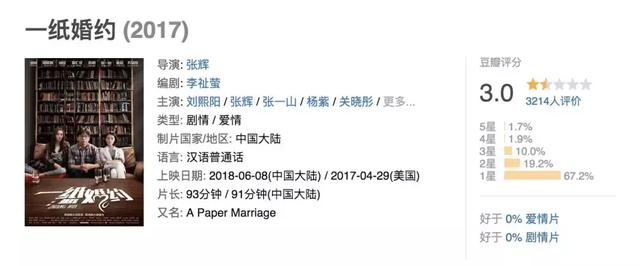 一纸婚约 (2017)
导演: 张辉
编剧: 李祉莹
主演: 刘熙阳 / 张辉 / 张一山 / 杨紫 / 关晓彤 / 更多...
类型: 剧情 / 爱情
制片国家/地区: 中国大陆
语言: 汉语普通话
上映日期: 2018-06-08(中国大陆) / 2017-04-29(美国)
片长: 93分钟 / 91分钟(中国大陆)
又名: A Paper Marriage
一纸婚约
豆瓣评分
3.0
3214人评价
5星 1.7%
4星 1.9%
3星 10.0%
2星 19.2%
1星 67.2%
好于 0% 爱情片
好于 0% 剧情片